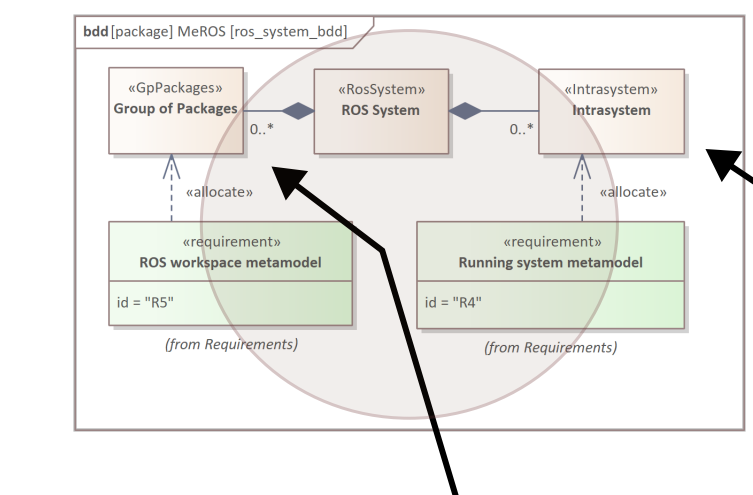 bdd [package] MeROS [ros_system_bdd]
«GpPackages»
Group of Packages
0..*
«RosSystem»
ROS System
0..*
«Intrasystem»
Intrasystem
«allocate»
«allocate»
«requirement»
ROS workspace metamodel
id = "R5"
(from Requirements)
«requirement»
Running system metamodel
id = "R4"
(from Requirements)